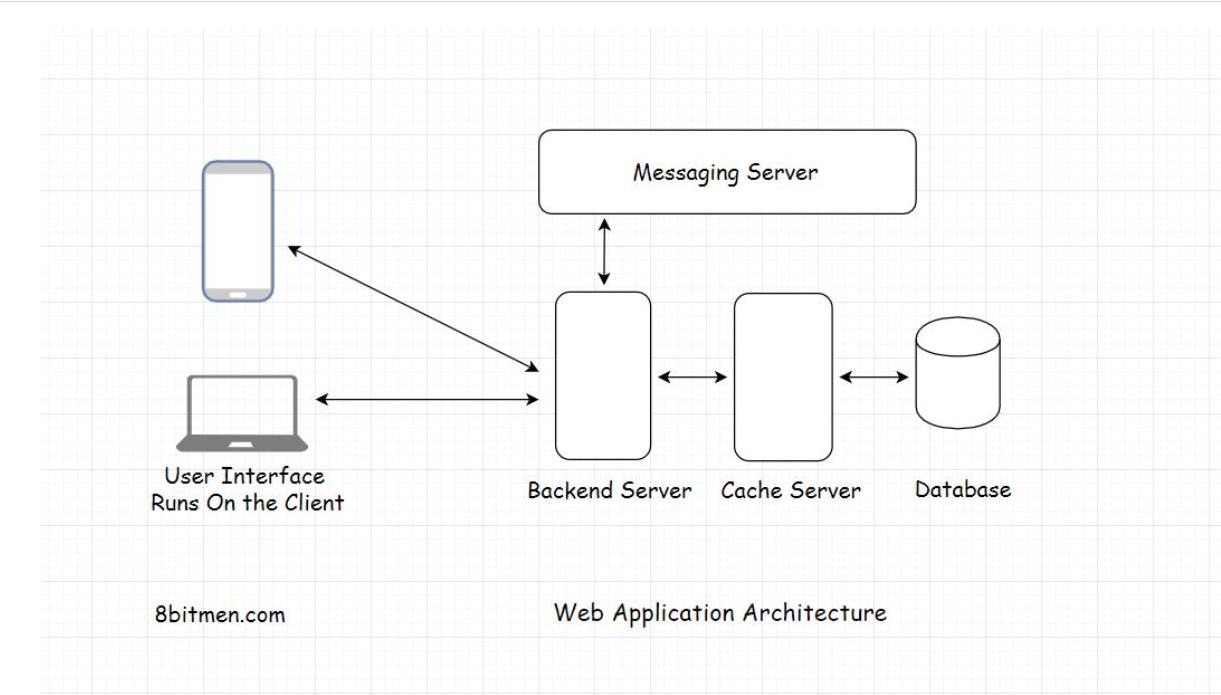 Messaging Server
User Interface
Runs On the Client
Backend Server
Cache Server
Database
8bitmen.com
Web Application Architecture